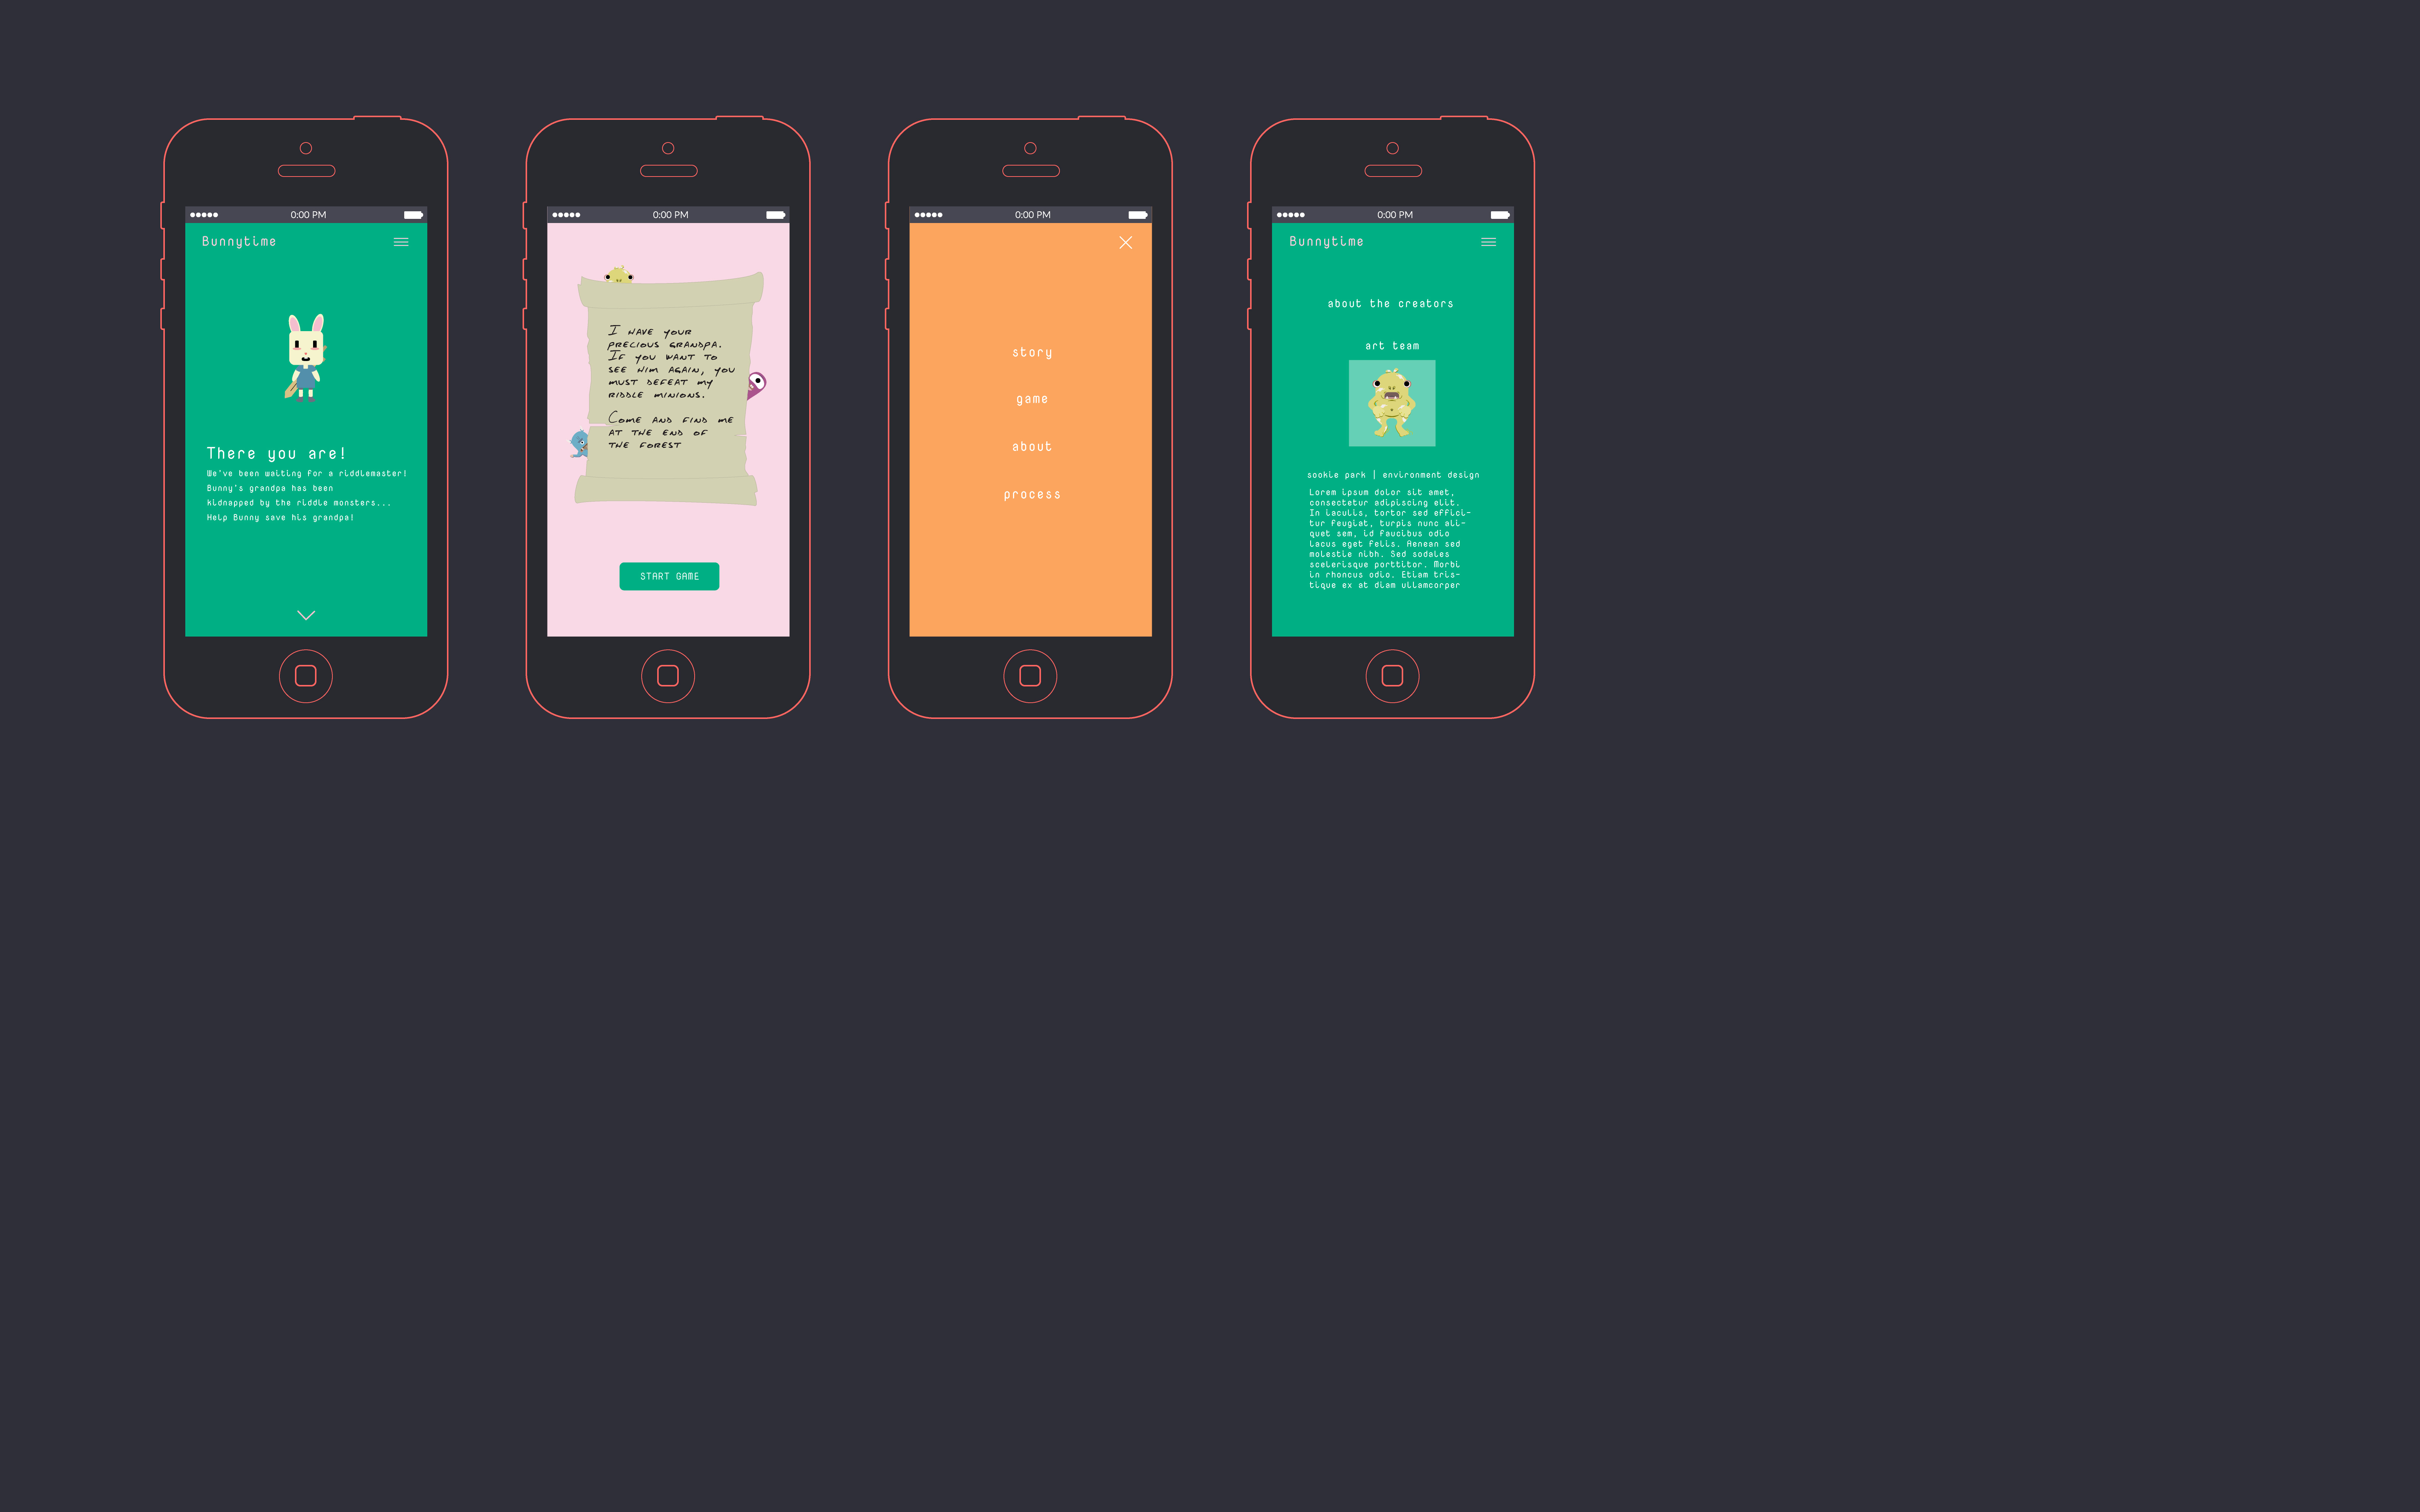 0:00 PM
Bunnytime
There you are!
We've been waiting for a riddlemaster!
Bunny's grandpa has been
kidnapped by the riddle monsters...
Help Bunny save his grandpa!
0:00 PM
I have your
precious grandpa.
If you want to
see him again, you
must defeat my
riddle minions.
Come and find me
at the end of
the forest
START GAME
0:00 PM
story
game
about
process
0:00 PM
Bunnytime
about the creators
art team
sookie park | environment design
Lorem ipsum dolor sit amet,
consectetur adipiscing elit.
In iaculis, tortor sed effici-
tur feugiat, turpis nunc ali-
quet sem, id faucibus odio
lacus eget felis. Aenean sed
molestie nibh. Sed sodales
scelerisque porttitor. Morbi
in rhoncus odio. Etiam tris-
tique ex at diam ullamcorper